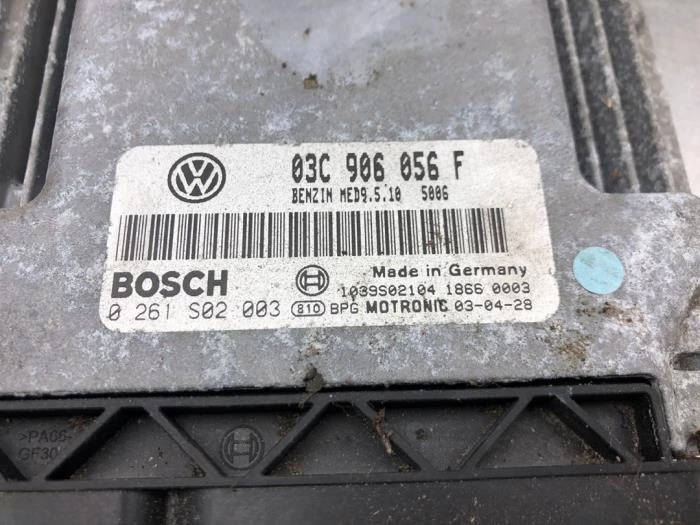 03C 906 056 F
BENZIN MED9.5.10 5006
BOSCH
Made in Germany
1039S02104 1866 0003
0 261 S02 003 810 BPG MOTRONIC 03-04-28
>PA66-
GF30